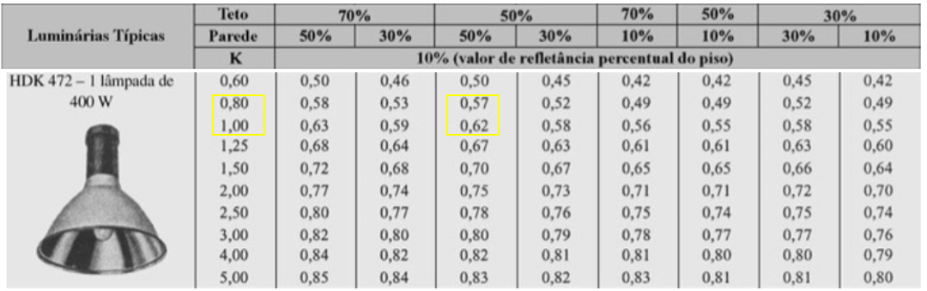 Luminárias Típicas Teto 70% 50% 70% 50% 30%
Parede 50% 30% 50% 30% 10% 10% 30% 10%
K 10% (valor de refletância percentual do piso)
HDK 472 – 1 lâmpada de 0,60 0,50 0,46 0,50 0,45 0,42 0,42 0,45 0,42
400 W 0,80 0,58 0,53 0,57 0,52 0,49 0,49 0,52 0,49
1,00 0,63 0,59 0,62 0,58 0,56 0,55 0,58 0,55
1,25 0,68 0,64 0,67 0,63 0,61 0,61 0,63 0,60
1,50 0,72 0,68 0,70 0,67 0,65 0,65 0,66 0,64
2,00 0,77 0,74 0,75 0,73 0,71 0,71 0,72 0,70
2,50 0,80 0,77 0,78 0,76 0,75 0,74 0,75 0,74
3,00 0,82 0,80 0,80 0,79 0,78 0,77 0,77 0,76
4,00 0,84 0,82 0,82 0,81 0,81 0,80 0,80 0,79
5,00 0,85 0,84 0,83 0,82 0,83 0,81 0,81 0,80